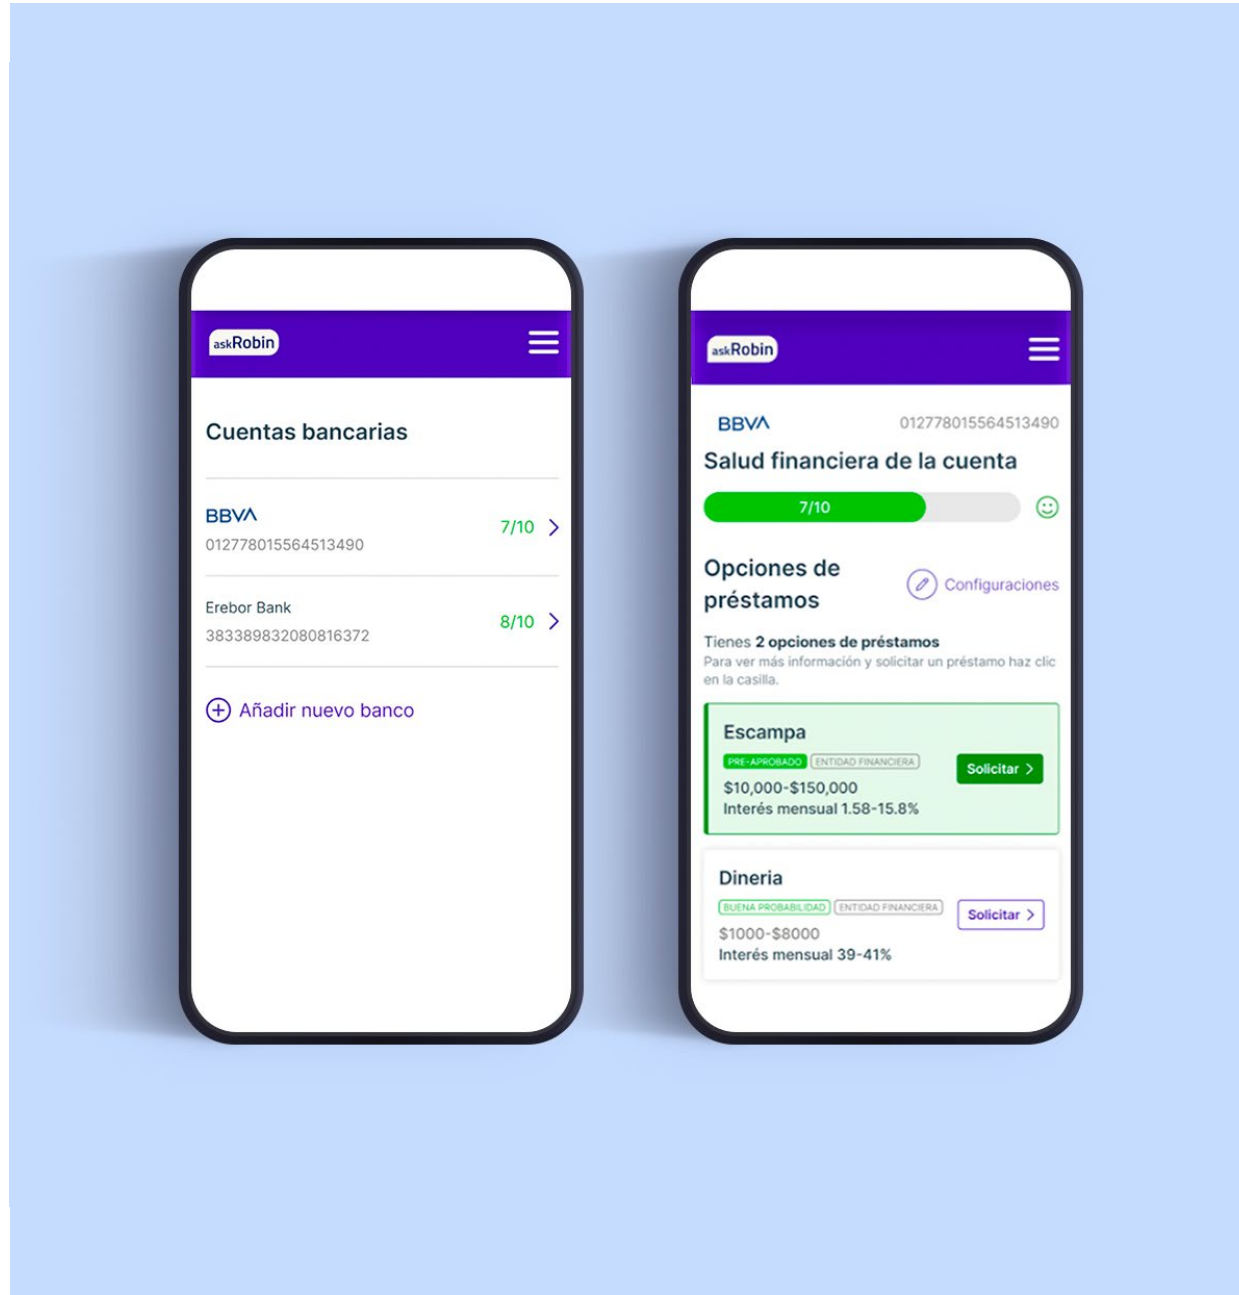 askRobin
Cuentas bancarias
BBVA
012778015564513490
7/10
Erebor Bank
383389832080816372
8/10
Añadir nuevo banco
askRobin
BBVA
012778015564513490
Salud financiera de la cuenta
7/10
Opciones de
préstamos
Configuraciones
Tienes 2 opciones de préstamos
Para ver más información y solicitar un préstamo haz clic
en la casilla.
Escampa
PRE-APROBADO ENTIDAD FINANCIERA
Solicitar
$10,000-$150,000
Interés mensual 1.58-15.8%
Dineria
BUENA PROBABILIDAD ENTIDAD FINANCIERA
Solicitar
$1000-$8000
Interés mensual 39-41%